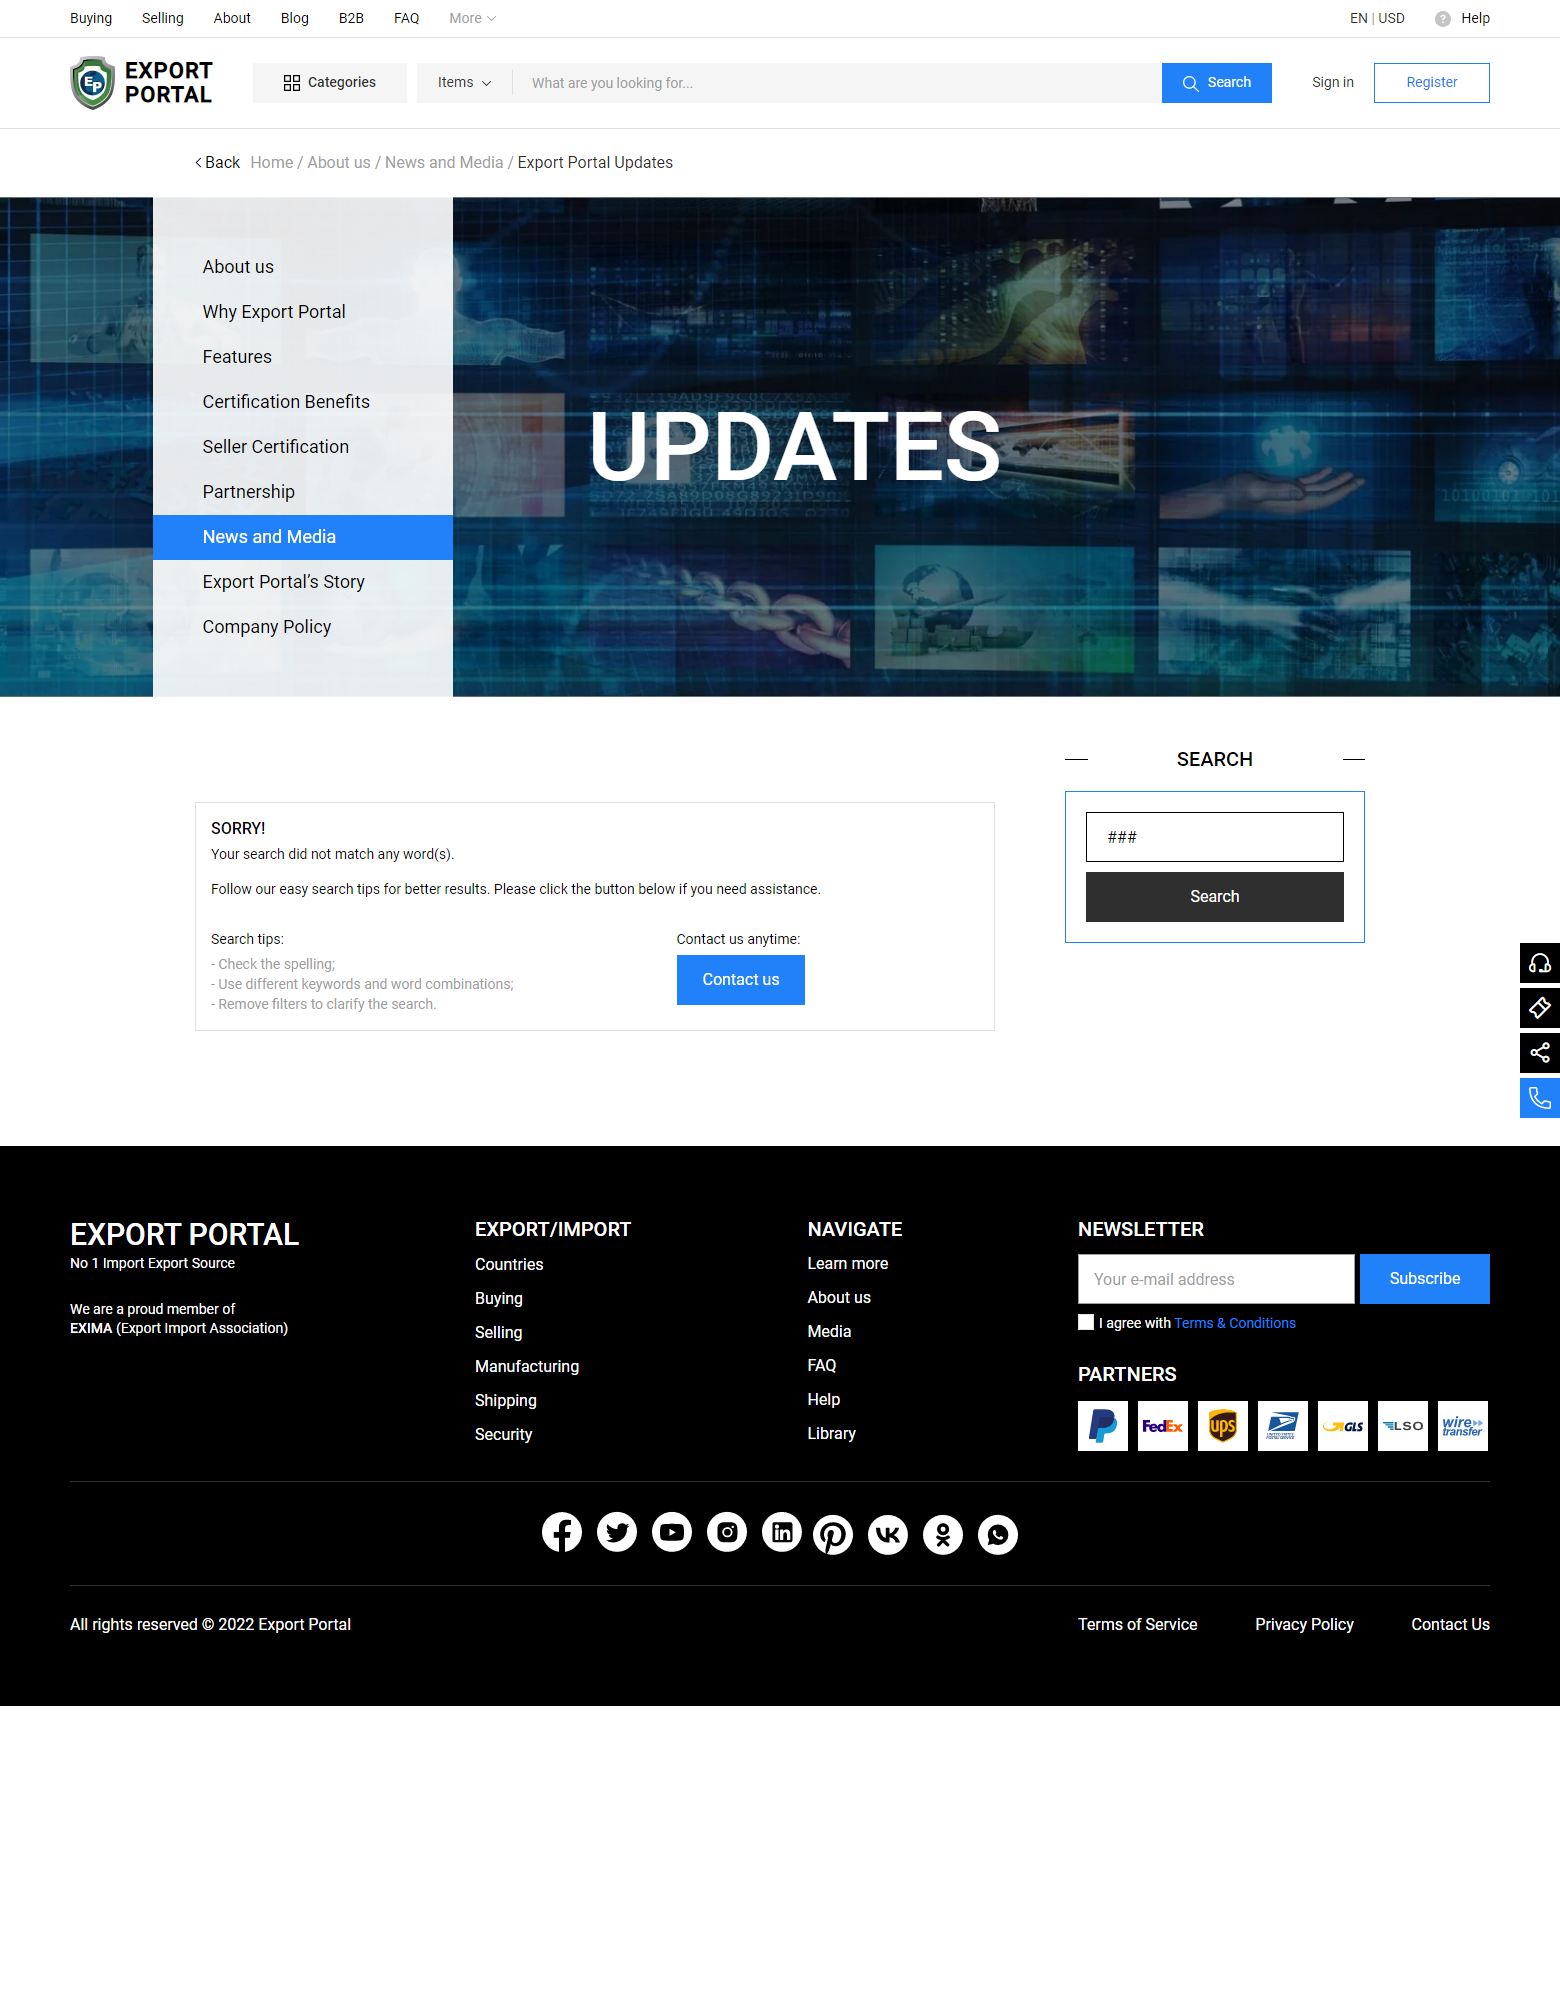 Buying Selling About Blog B2B FAQ More EN | USD ? Help
EXPORT PORTAL
Categories Items What are you looking for... Search Sign in Register
Back Home / About us / News and Media / Export Portal Updates
About us
Why Export Portal
Features
Certification Benefits
Seller Certification
Partnership
News and Media
Export Portal's Story
Company Policy
UPDATES
SORRY!
Your search did not match any word(s).
Follow our easy search tips for better results. Please click the button below if you need assistance.
Search tips:
- Check the spelling;
- Use different keywords and word combinations;
- Remove filters to clarify the search.
Contact us anytime:
Contact us
SEARCH
###
Search
EXPORT PORTAL
No 1 Import Export Source
We are a proud member of
EXIMA (Export Import Association)
EXPORT/IMPORT
Countries
Buying
Selling
Manufacturing
Shipping
Security
NAVIGATE
Learn more
About us
Media
FAQ
Help
Library
NEWSLETTER
Your e-mail address Subscribe
I agree with Terms & Conditions
PARTNERS
FedEx ups GLS LSO wire transfer
All rights reserved © 2022 Export Portal
Terms of Service Privacy Policy Contact Us